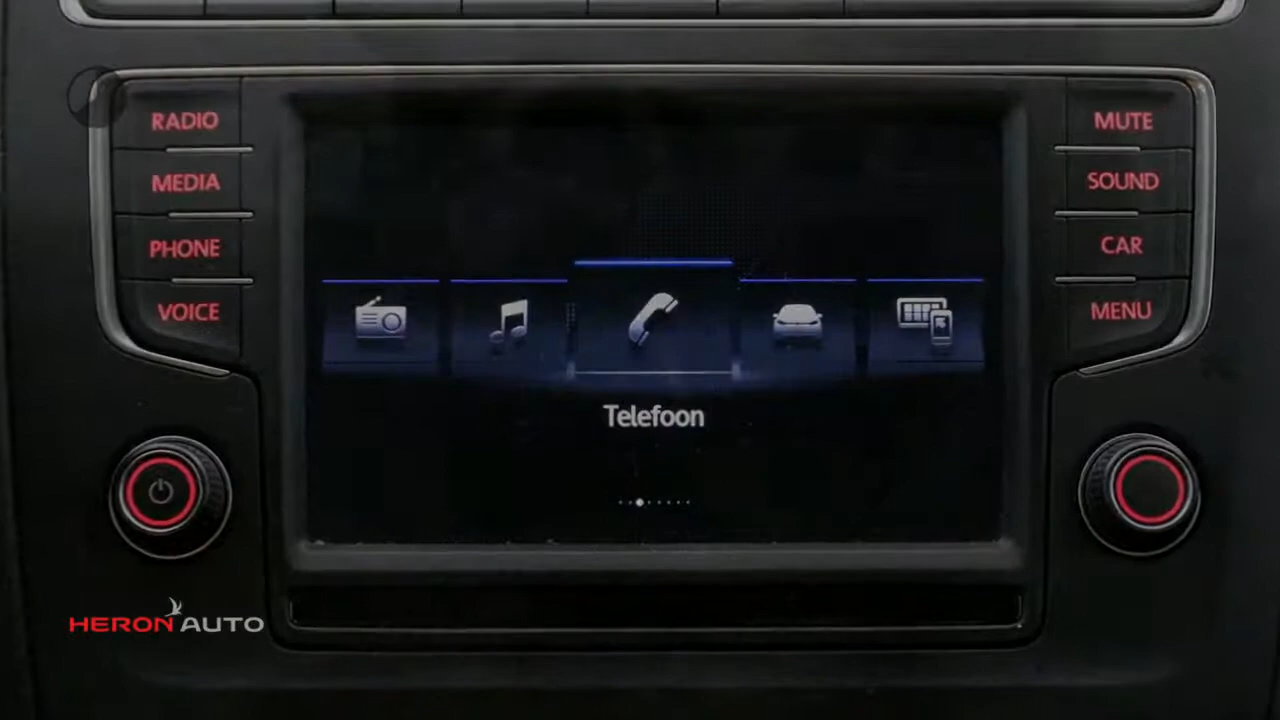 RADIO
MEDIA
PHONE
VOICE
MUTE
SOUND
CAR
MENU
Telefoon
HERON AUTO